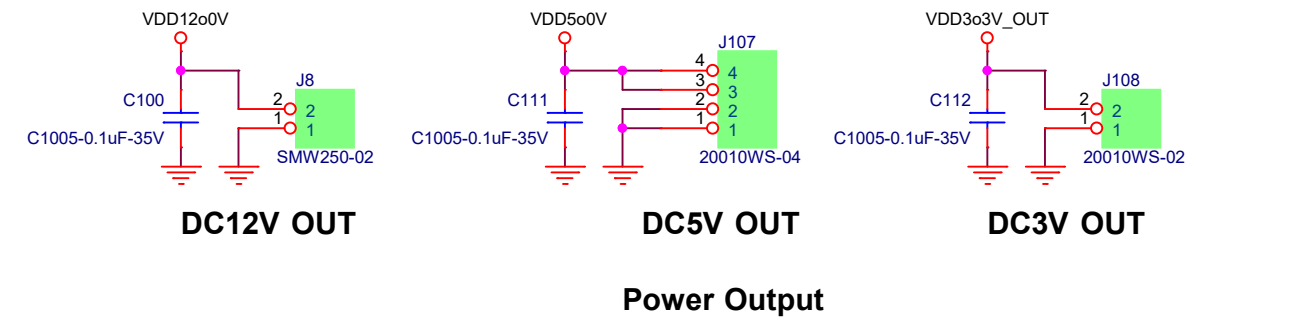 VDD12o0V
J8
C100
2
2
1
1
C1005-0.1uF-35V
SMW250-02
DC12V OUT
VDD5o0V
J107
4
4
3
3
C111
2
2
1
1
C1005-0.1uF-35V
20010WS-04
DC5V OUT
VDD3o3V_OUT
J108
C112
2
2
1
1
C1005-0.1uF-35V
20010WS-02
DC3V OUT
Power Output